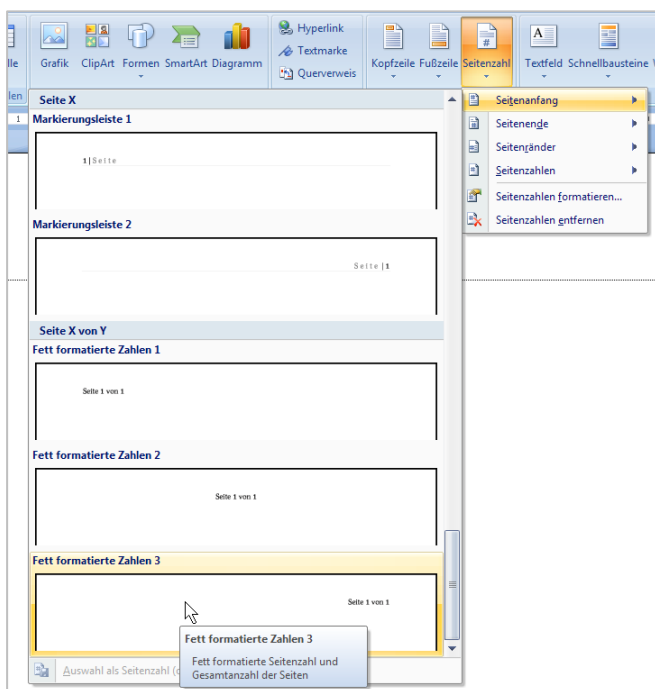 Hyperlink
Textmarke
Querverweis
lle Grafik ClipArt Formen SmartArt Diagramm Kopfzeile Fußzeile Seitenzahl Textfeld Schnellbausteine
len
1
Seitenanfang
Seitenende
Seitenränder
Seitenzahlen
Seitenzahlen formatieren...
Seitenzahlen entfernen
Seite X
Markierungsleiste 1
1|Seite
Markierungsleiste 2
Seite|1
Seite X von Y
Fett formatierte Zahlen 1
Seite 1 von 1
Fett formatierte Zahlen 2
Seite 1 von 1
Fett formatierte Zahlen 3
Seite 1 von 1
Fett formatierte Zahlen 3
Fett formatierte Seitenzahl und
Gesamtanzahl der Seiten
Auswahl als Seitenzahl